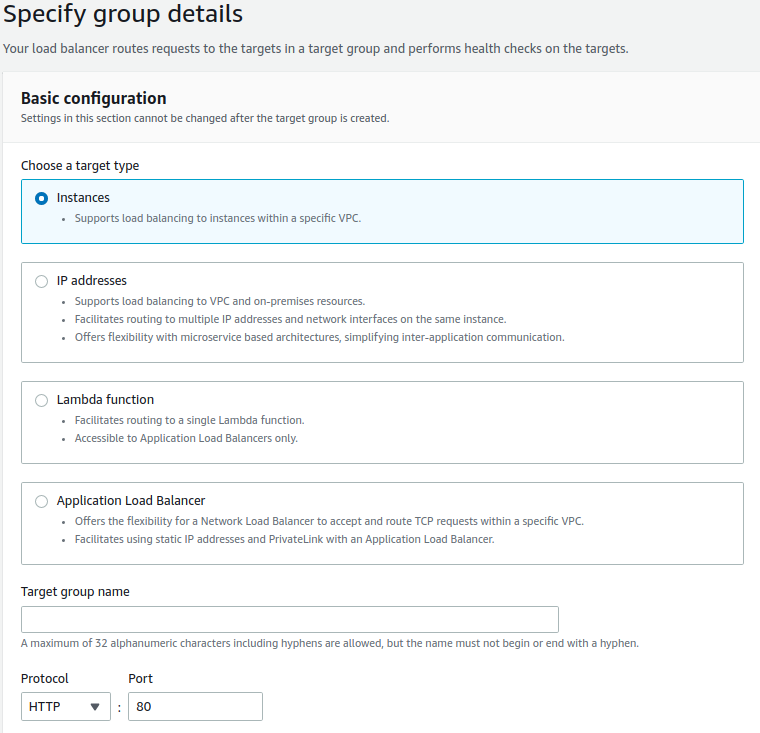 Specify group details
Your load balancer routes requests to the targets in a target group and performs health checks on the targets.
Basic configuration
Settings in this section cannot be changed after the target group is created.
Choose a target type
Instances
• Supports load balancing to instances within a specific VPC.
IP addresses
• Supports load balancing to VPC and on-premises resources.
• Facilitates routing to multiple IP addresses and network interfaces on the same instance.
• Offers flexibility with microservice based architectures, simplifying inter-application communication.
Lambda function
• Facilitates routing to a single Lambda function.
• Accessible to Application Load Balancers only.
Application Load Balancer
• Offers the flexibility for a Network Load Balancer to accept and route TCP requests within a specific VPC.
• Facilitates using static IP addresses and PrivateLink with an Application Load Balancer.
Target group name
A maximum of 32 alphanumeric characters including hyphens are allowed, but the name must not begin or end with a hyphen.
Protocol Port
HTTP : 80